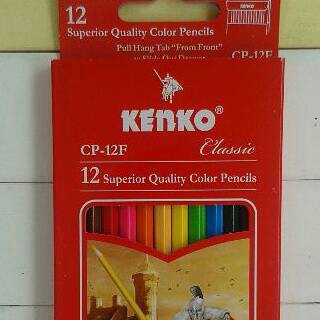 12
Superior Quality Color Pencils
Pull Hang Tab "From Front"
to Slide Out Drawer
CP-12F
KENKO
CP-12F Classic
12 Superior Quality Color Pencils